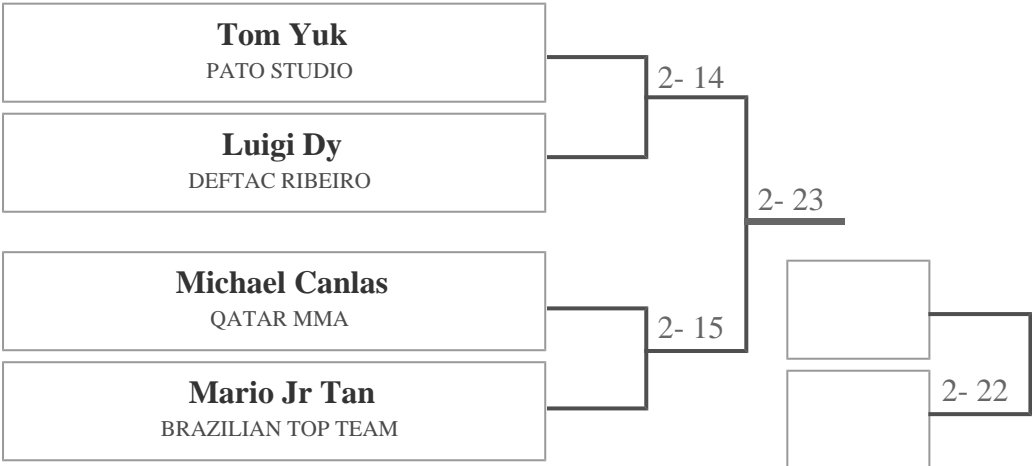 Tom Yuk
PATO STUDIO
2- 14
Luigi Dy
DEFTAC RIBEIRO
2- 23
Michael Canlas
QATAR MMA
2- 15
Mario Jr Tan
BRAZILIAN TOP TEAM
2- 22